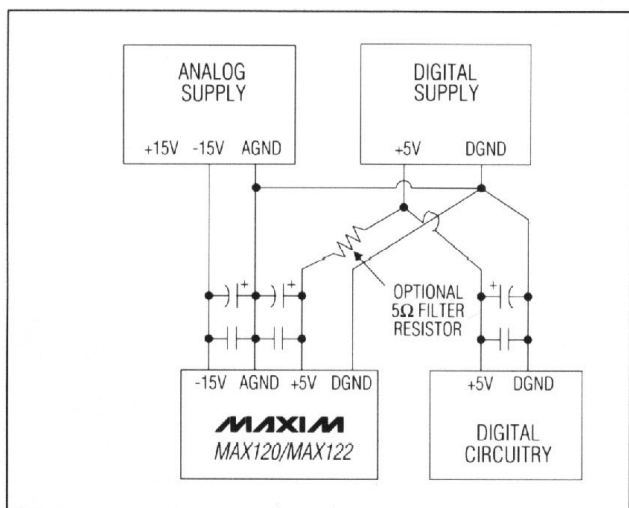 ANALOG
SUPPLY
+15V -15V AGND
DIGITAL
SUPPLY
+5V DGND
+ +
OPTIONAL
5Ω FILTER
RESISTOR
+
-15V AGND +5V DGND
MAXIM
MAX120/MAX122
+5V DGND
DIGITAL
CIRCUITRY